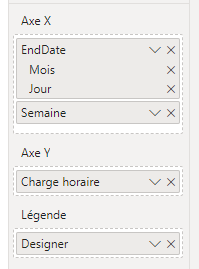 Axe X
EndDate
Mois
Jour
Semaine
Axe Y
Charge horaire
Légende
Designer